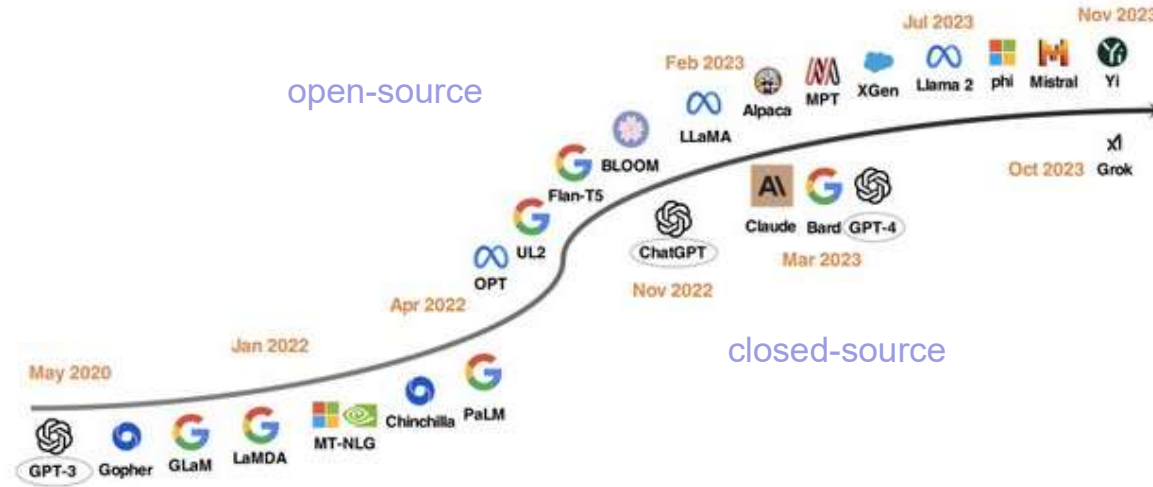 Nov 2023
Jul 2023
Feb 2023
open-source
Alpaca
MPT
XGen
Llama 2
phi
Mistral
Yi
LLaMA
BLOOM
Flan-T5
Oct 2023
Grok
UL2
OPT
ChatGPT
Claude
Bard
GPT-4
Mar 2023
Nov 2022
Apr 2022
Jan 2022
closed-source
May 2020
PaLM
Chinchilla
MT-NLG
LaMDA
GLaM
Gopher
GPT-3